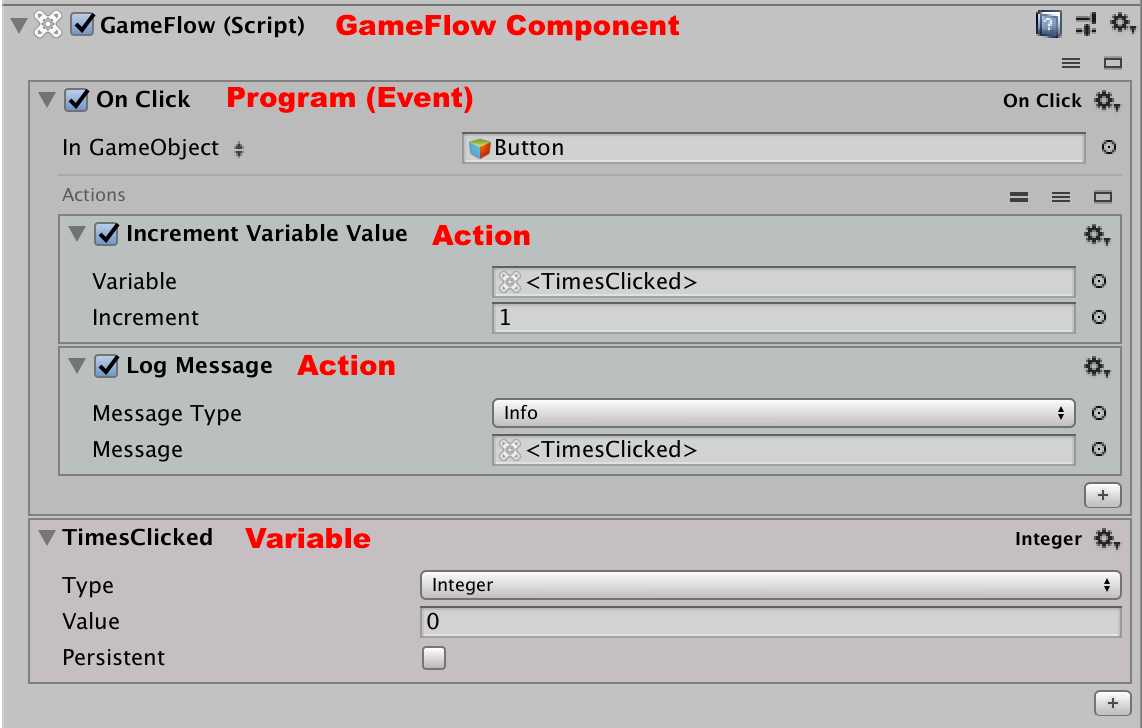 GameFlow (Script) GameFlow Component
On Click Program (Event) On Click
In GameObject Button
Actions
Increment Variable Value Action
Variable <TimesClicked>
Increment 1
Log Message Action
Message Type Info
Message <TimesClicked>
+
TimesClicked Variable Integer
Type Integer
Value 0
Persistent
+